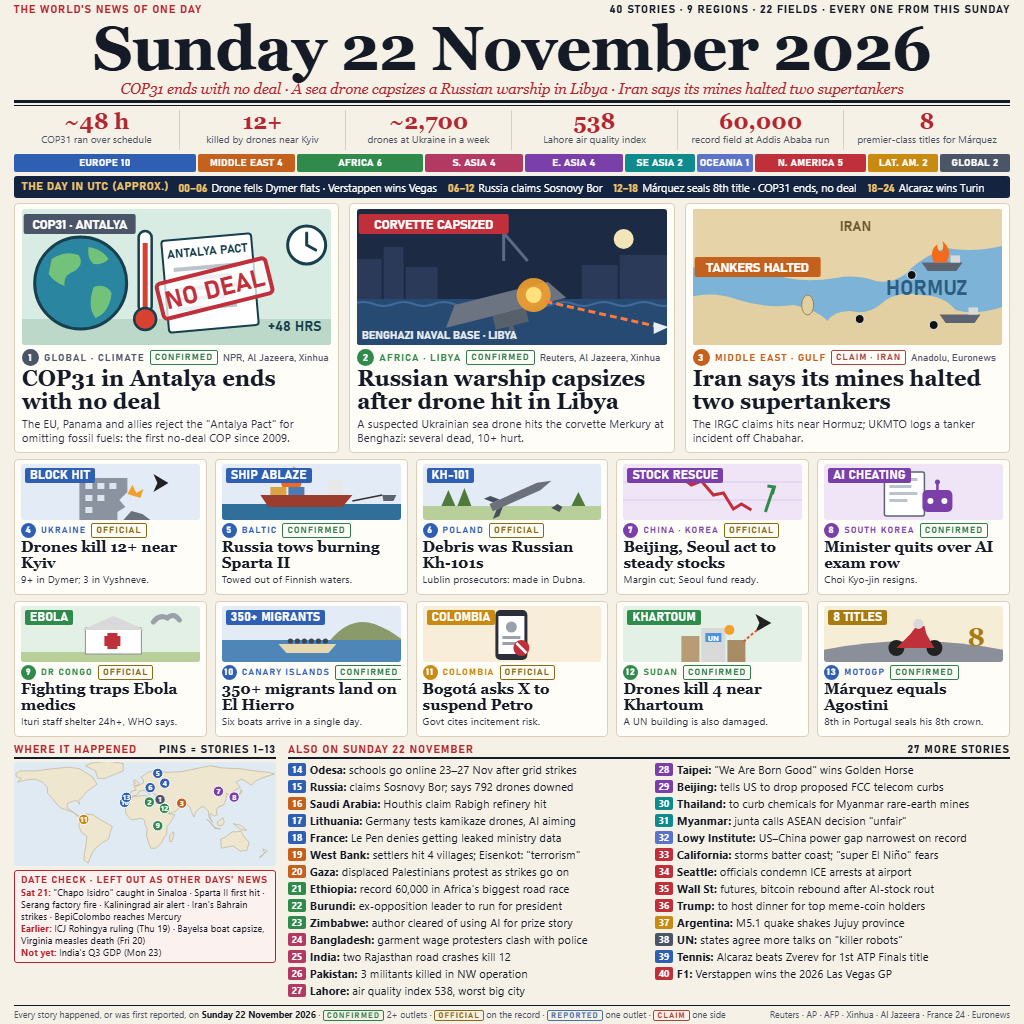 THE WORLD'S NEWS OF ONE DAY
40 STORIES · 9 REGIONS · 22 FIELDS · EVERY ONE FROM THIS SUNDAY
Sunday 22 November 2026
COP31 ends with no deal · A sea drone capsizes a Russian warship in Libya · Iran says its mines halted two supertankers
~48 h
COP31 ran over schedule
12+
killed by drones near Kyiv
~2,700
drones at Ukraine in a week
538
Lahore air quality index
60,000
record field at Addis Ababa run
8
premier-class titles for Márquez
EUROPE 10
MIDDLE EAST 4
AFRICA 6
S. ASIA 4
E. ASIA 4
SE ASIA 2
OCEANIA 1
N. AMERICA 5
LAT. AM. 2
GLOBAL 2
THE DAY IN UTC (APPROX.) 00–06 Drone fells Dymer flats · Verstappen wins Vegas 06–12 Russia claims Sosnovy Bor 12–18 Márquez seals 8th title · COP31 ends, no deal 18–24 Alcaraz wins Turin
COP31 · ANTALYA
ANTALYA PACT
NO DEAL
+48 HRS
1 GLOBAL · CLIMATE CONFIRMED NPR, Al Jazeera, Xinhua
COP31 in Antalya ends
with no deal
The EU, Panama and allies reject the "Antalya Pact" for
omitting fossil fuels: the first no-deal COP since 2009.
CORVETTE CAPSIZED
BENGHAZI NAVAL BASE · LIBYA
2 AFRICA · LIBYA CONFIRMED Reuters, Al Jazeera, Xinhua
Russian warship capsizes
after drone hit in Libya
A suspected Ukrainian sea drone hits the corvette Merkury at
Benghazi: several dead, 10+ hurt.
IRAN
TANKERS HALTED
HORMUZ
3 MIDDLE EAST · GULF CLAIM · IRAN Anadolu, Euronews
Iran says its mines halted
two supertankers
The IRGC claims hits near Hormuz; UKMTO logs a tanker
incident off Chabahar.
BLOCK HIT
4 UKRAINE OFFICIAL
Drones kill 12+ near
Kyiv
9+ in Dymer; 3 in Vyshneve.
SHIP ABLAZE
5 BALTIC CONFIRMED
Russia tows burning
Sparta II
Towed out of Finnish waters.
KH-101
6 POLAND OFFICIAL
Debris was Russian
Kh-101s
Lublin prosecutors: made in Dubna.
STOCK RESCUE
7 CHINA · KOREA OFFICIAL
Beijing, Seoul act to
steady stocks
Margin cut; Seoul fund ready.
AI CHEATING
8 SOUTH KOREA CONFIRMED
Minister quits over AI
exam row
Choi Kyo-jin resigns.
EBOLA
9 DR CONGO OFFICIAL
Fighting traps Ebola
medics
Ituri staff shelter 24h+, WHO says.
350+ MIGRANTS
10 CANARY ISLANDS CONFIRMED
350+ migrants land on
El Hierro
Six boats arrive in a single day.
COLOMBIA
11 COLOMBIA OFFICIAL
Bogotá asks X to
suspend Petro
Govt cites incitement risk.
KHARTOUM
UN
12 SUDAN CONFIRMED
Drones kill 4 near
Khartoum
A UN building is also damaged.
8 TITLES
8
13 MOTOGP CONFIRMED
Márquez equals
Agostini
8th in Portugal seals his 8th crown.
WHERE IT HAPPENED
PINS = STORIES 1–13
5
4
6
7
8
13
2
1
12
3
9
11
DATE CHECK · LEFT OUT AS OTHER DAYS' NEWS
Sat 21: "Chapo Isidro" caught in Sinaloa · Sparta II first hit ·
Serang factory fire · Kaliningrad air alert · Iran's Bahrain
strikes · BepiColombo reaches Mercury
Earlier: ICJ Rohingya ruling (Thu 19) · Bayelsa boat capsize,
Virginia measles death (Fri 20)
Not yet: India's Q3 GDP (Mon 23)
ALSO ON SUNDAY 22 NOVEMBER
27 MORE STORIES
14 Odesa: schools go online 23–27 Nov after grid strikes
15 Russia: claims Sosnovy Bor; says 792 drones downed
16 Saudi Arabia: Houthis claim Rabigh refinery hit
17 Lithuania: Germany tests kamikaze drones, AI aiming
18 France: Le Pen denies getting leaked ministry data
19 West Bank: settlers hit 4 villages; Eisenkot: "terrorism"
20 Gaza: displaced Palestinians protest as strikes go on
21 Ethiopia: record 60,000 in Africa's biggest road race
22 Burundi: ex-opposition leader to run for president
23 Zimbabwe: author cleared of using AI for prize story
24 Bangladesh: garment wage protesters clash with police
25 India: two Rajasthan road crashes kill 12
26 Pakistan: 3 militants killed in NW operation
27 Lahore: air quality index 538, worst big city
28 Taipei: "We Are Born Good" wins Golden Horse
29 Beijing: tells US to drop proposed FCC telecom curbs
30 Thailand: to curb chemicals for Myanmar rare-earth mines
31 Myanmar: junta calls ASEAN decision "unfair"
32 Lowy Institute: US–China power gap narrowest on record
33 California: storms batter coast; "super El Niño" fears
34 Seattle: officials condemn ICE arrests at airport
35 Wall St: futures, bitcoin rebound after AI-stock rout
36 Trump: to host dinner for top meme-coin holders
37 Argentina: M5.1 quake shakes Jujuy province
38 UN: states agree more talks on "killer robots"
39 Tennis: Alcaraz beats Zverev for 1st ATP Finals title
40 F1: Verstappen wins the 2026 Las Vegas GP
Every story happened, or was first reported, on Sunday 22 November 2026 · CONFIRMED 2+ outlets · OFFICIAL on the record · REPORTED one outlet · CLAIM one side
Reuters · AP · AFP · Xinhua · Al Jazeera · France 24 · Euronews